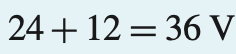 24 + 12 = 36 V